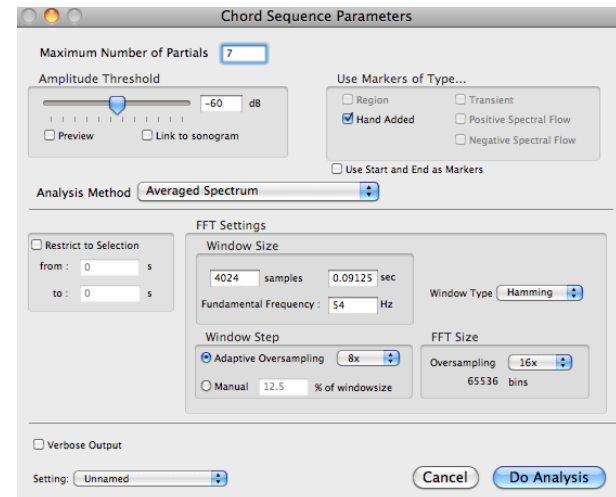 Chord Sequence Parameters
Maximum Number of Partials 7
Amplitude Threshold
-60 dB
Preview
Link to sonogram
Use Markers of Type...
Region
Transient
Hand Added
Positive Spectral Flow
Negative Spectral Flow
Use Start and End as Markers
Analysis Method Averaged Spectrum
Restrict to Selection
from : 0 s
to : 0 s
FFT Settings
Window Size
4024 samples 0.09125 sec
Fundamental Frequency : 54 Hz
Window Type Hamming
Window Step
Adaptive Oversampling 8x
Manual 12.5 % of windowsize
FFT Size
Oversampling 16x
65536 bins
Verbose Output
Setting: Unnamed
Cancel
Do Analysis